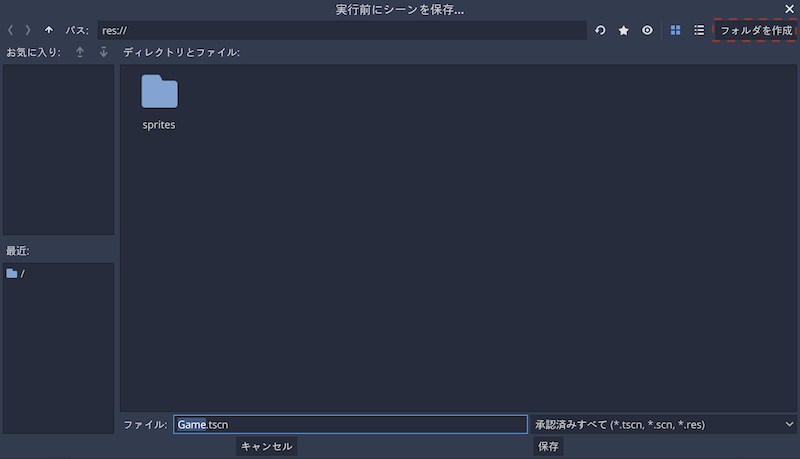 実行前にシーンを保存...
パス: res://
フォルダを作成
お気に入り:
ディレクトリとファイル:
sprites
最近:
/
ファイル: Game.tscn
承認済みすべて (*.tscn, *.scn, *.res)
キャンセル
保存